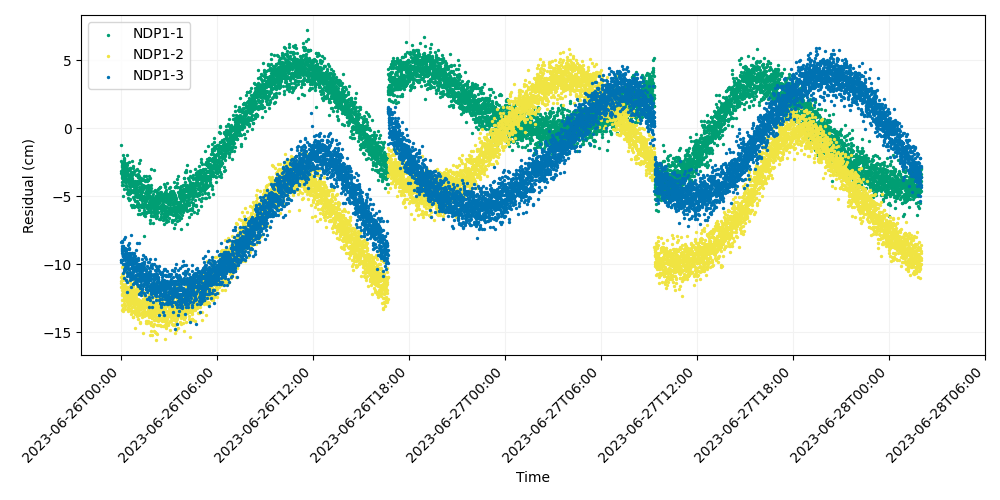 NDP1-1
NDP1-2
NDP1-3
Residual (cm)
5
0
−5
−10
−15
2023-06-26T00:00
2023-06-26T06:00
2023-06-26T12:00
2023-06-26T18:00
2023-06-27T00:00
2023-06-27T06:00
2023-06-27T12:00
2023-06-27T18:00
2023-06-28T00:00
2023-06-28T06:00
Time